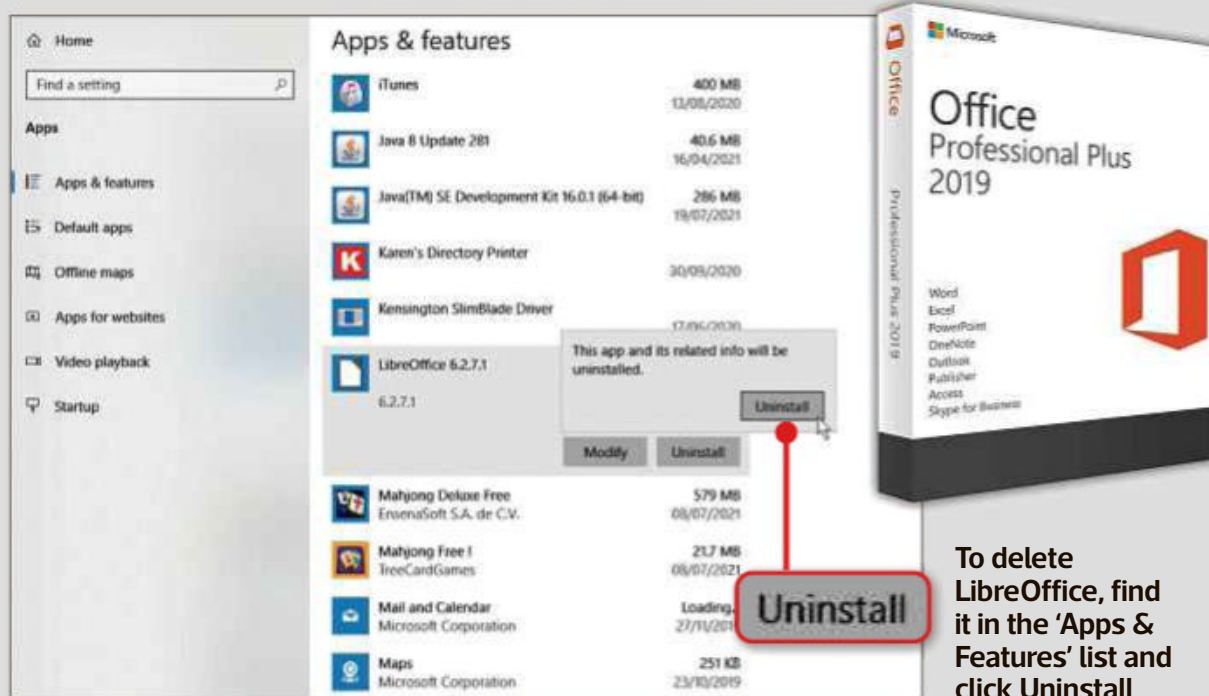 Home
Find a setting
Apps
Apps & features
Default apps
Offline maps
Apps for websites
Video playback
Startup
Apps & features
iTunes
400 MB
13/08/2020
Java 8 Update 281
40.6 MB
16/04/2021
Java(TM) SE Development Kit 16.0.1 (64-bit)
286 MB
19/07/2021
Karen's Directory Printer
30/09/2020
Kensington SlimBlade Driver
17/06/2020
LibreOffice 6.2.7.1
6.2.7.1
This app and its related info will be
uninstalled.
Uninstall
Modify
Uninstall
Mahjong Deluxe Free
EnsenaSoft S.A. de C.V.
579 MB
08/07/2021
Mahjong Free !
TreeCardGames
21.7 MB
08/07/2021
Mail and Calendar
Microsoft Corporation
Loading.
27/11/201
Maps
Microsoft Corporation
251 KB
23/10/2019
Uninstall
Office
Professional Plus 2019
Microsoft
Office
Professional Plus
2019
Word
Excel
PowerPoint
OneNote
Outlook
Publisher
Access
Skype for Business
To delete
LibreOffice, find
it in the ‘Apps &
Features’ list and
click Uninstall